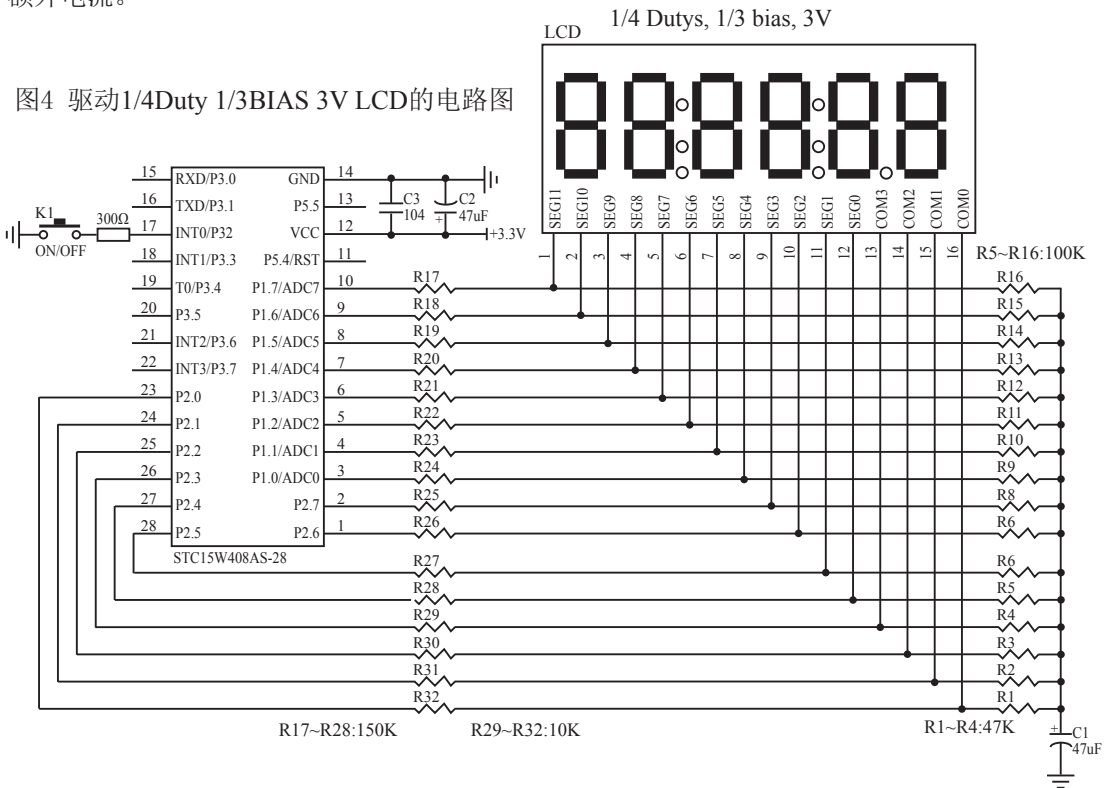 额外电流。
1/4 Dutys, 1/3 bias, 3V
LCD
图4 驱动1/4Duty 1/3BIAS 3V LCD的电路图
SEG11 SEG10 SEG9 SEG8 SEG7 SEG6 SEG5 SEG4 SEG3 SEG2 SEG1 SEG0 COM3 COM2 COM1 COM0
1 2 3 4 5 6 7 8 9 10 11 12 13 14 15 16
R5~R16:100K
15 RXD/P3.0 GND 14
16 TXD/P3.1 P5.5 13
17 INT0/P32 VCC 12
18 INT1/P3.3 P5.4/RST 11
19 T0/P3.4 P1.7/ADC7 10
20 P3.5 P1.6/ADC6 9
21 INT2/P3.6 P1.5/ADC5 8
22 INT3/P3.7 P1.4/ADC4 7
23 P2.0 P1.3/ADC3 6
24 P2.1 P1.2/ADC2 5
25 P2.2 P1.1/ADC1 4
26 P2.3 P1.0/ADC0 3
27 P2.4 P2.7 2
28 P2.5 P2.6 1
STC15W408AS-28
K1
300Ω
ON/OFF
C3
104
C2
+
47uF
+3.3V
R17 R16
R18 R15
R19 R14
R20 R13
R21 R12
R22 R11
R23 R10
R24 R9
R25 R8
R26 R6
R27 R6
R28 R5
R29 R4
R30 R3
R31 R2
R32 R1
R17~R28:150K
R29~R32:10K
R1~R4:47K
+
C1
47uF